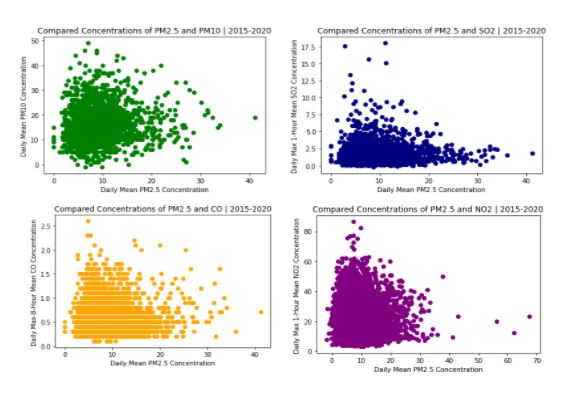 Compared Concentrations of PM2.5 and PM10 | 2015-2020
50
40
30
20
10
0
Daily Mean PM10 Concentration
0 10 20 30 40
Daily Mean PM2.5 Concentration
Compared Concentrations of PM2.5 and SO2 | 2015-2020
17.5
15.0
12.5
10.0
7.5
5.0
2.5
0.0
Daily Max 1-Hour Mean SO2 Concentration
0 10 20 30 40
Daily Mean PM2.5 Concentration
Compared Concentrations of PM2.5 and CO | 2015-2020
2.5
2.0
1.5
1.0
0.5
0.0
Daily Max-8-Hour Mean CO Concentration
0 10 20 30 40
Daily Mean PM2.5 Concentration
Compared Concentrations of PM2.5 and NO2 | 2015-2020
80
60
40
20
0
Daily Max 1-Hour Mean NO2 Concentration
0 10 20 30 40 50 60 70
Daily Mean PM2.5 Concentration